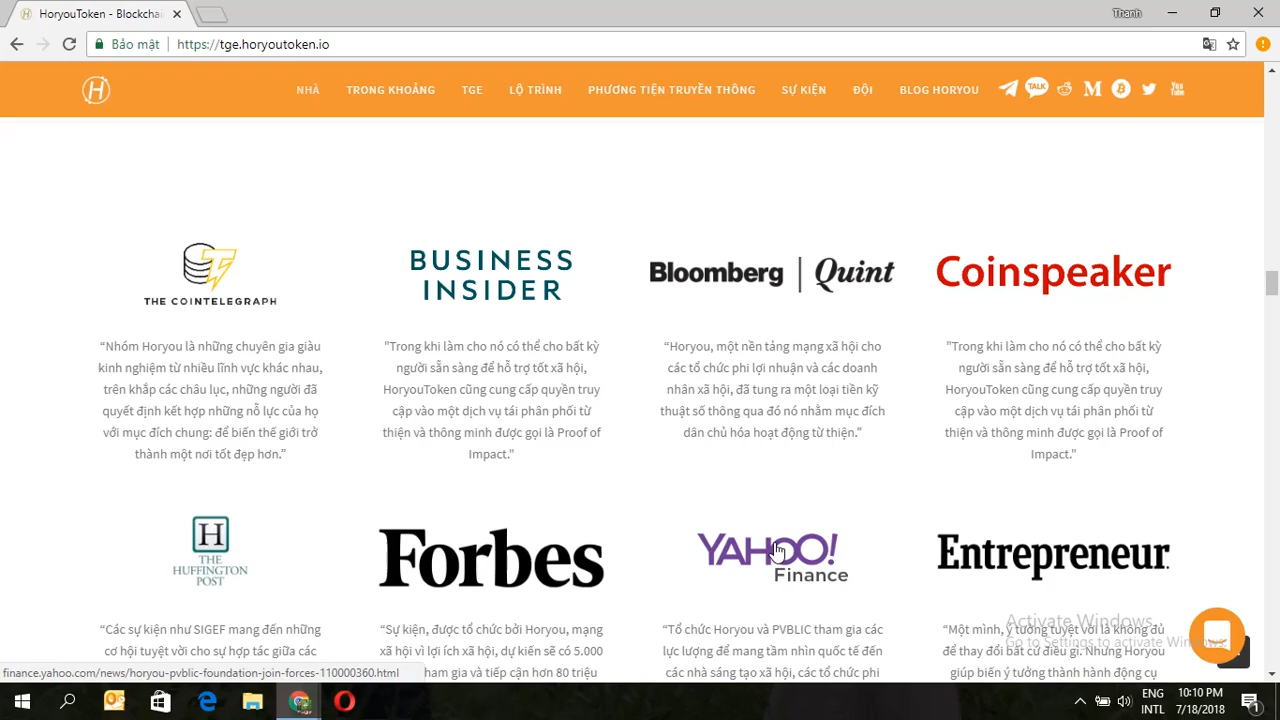 HoryouToken - Blockchain
Thanh
Bảo mật
https://tge.horyoutoken.io
H
NHÀ
TRONG KHOẢNG
TGE
LỘ TRÌNH
PHƯƠNG TIỆN TRUYỀN THÔNG
SỰ KIỆN
ĐỘI
BLOG HORYOU
TALK
You
Tube
THE COINTELEGRAPH
BUSINESS
INSIDER
Bloomberg | Quint
Coinspeaker
“Nhóm Horyou là những chuyên gia giàu
kinh nghiệm từ nhiều lĩnh vực khác nhau,
trên khắp các châu lục, những người đã
quyết định kết hợp những nỗ lực của họ
với mục đích chung: để biến thế giới trở
thành một nơi tốt đẹp hơn.”
"Trong khi làm cho nó có thể cho bất kỳ
người sẵn sàng để hỗ trợ tốt xã hội,
HoryouToken cũng cung cấp quyền truy
cập vào một dịch vụ tái phân phối từ
thiện và thông minh được gọi là Proof of
Impact."
“Horyou, một nền tảng mạng xã hội cho
các tổ chức phi lợi nhuận và các doanh
nhân xã hội, đã tung ra một loại tiền kỹ
thuật số thông qua đó nó nhằm mục đích
dân chủ hóa hoạt động từ thiện.”
"Trong khi làm cho nó có thể cho bất kỳ
người sẵn sàng để hỗ trợ tốt xã hội,
HoryouToken cũng cung cấp quyền truy
cập vào một dịch vụ tái phân phối từ
thiện và thông minh được gọi là Proof of
Impact."
H
THE
HUFFINGTON
POST
Forbes
YAHOO!
Finance
Entrepreneur.
“Các sự kiện như SIGEF mang đến những
cơ hội tuyệt vời cho sự hợp tác giữa các
“Sự kiện, được tổ chức bởi Horyou, mạng
xã hội vì lợi ích xã hội, dự kiến sẽ có 5.000
tham gia và tiếp cận hơn 80 triệu
“Tổ chức Horyou và PVBLIC tham gia các
lực lượng để mang tầm nhìn quốc tế đến
các nhà sáng tạo xã hội, các tổ chức phi
“Một mình, ý tưởng tuyệt vời là không đủ
để thay đổi bất cứ điều gì. Nhưng Horyou
giúp biến ý tưởng thành hành động cụ
Activate Windows
Go to Settings to activate Windows.
finance.yahoo.com/news/horyou-pvblic-foundation-join-forces-110000360.html
ENG
INTL
10:10 PM
7/18/2018
1